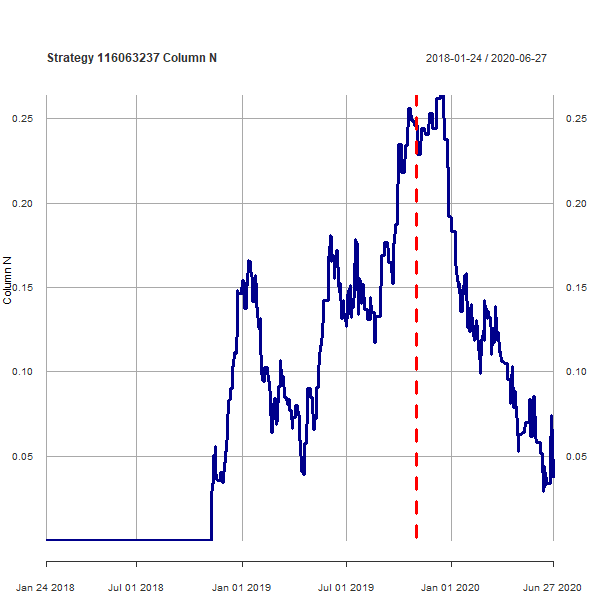 Strategy 116063237 Column N
2018-01-24 / 2020-06-27
Column N
0.25
0.20
0.15
0.10
0.05
0.25
0.20
0.15
0.10
0.05
Jan 24 2018
Jul 01 2018
Jan 01 2019
Jul 01 2019
Jan 01 2020
Jun 27 2020